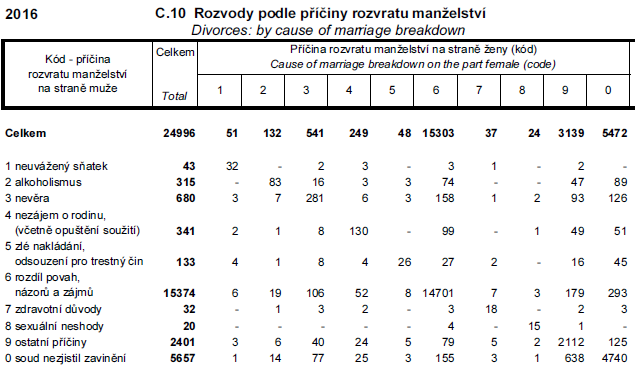 2016 C.10 Rozvody podle příčiny rozvratu manželství
Divorces: by cause of marriage breakdown
Kód - příčina rozvratu manželství na straně muže
Celkem
Total
Příčina rozvratu manželství na straně ženy (kód)
Cause of marriage breakdown on the part female (code)
1 2 3 4 5 6 7 8 9 0
Celkem 24996 51 132 541 249 48 15303 37 24 3139 5472
1 neuvážený sňatek 43 32 - 2 3 - 3 1 - 2 -
2 alkoholismus 315 - 83 16 3 3 74 - - 47 89
3 nevěra 680 3 7 281 6 3 158 1 2 93 126
4 nezájem o rodinu,
(včetně opuštění soužití) 341 2 1 8 130 - 99 - 1 49 51
5 zlé nakládání,
odsouzení pro trestný čin 133 4 1 8 4 26 27 2 - 16 45
6 rozdíl povah,
názorů a zájmů 15374 6 19 106 52 8 14701 7 3 179 293
7 zdravotní důvody 32 - 1 3 2 - 3 18 - 2 3
8 sexuální neshody 20 - - - - - 4 - 15 1 -
9 ostatní příčiny 2401 3 6 40 24 5 79 5 2 2112 125
0 soud nezjistil zavinění 5657 1 14 77 25 3 155 3 1 638 4740